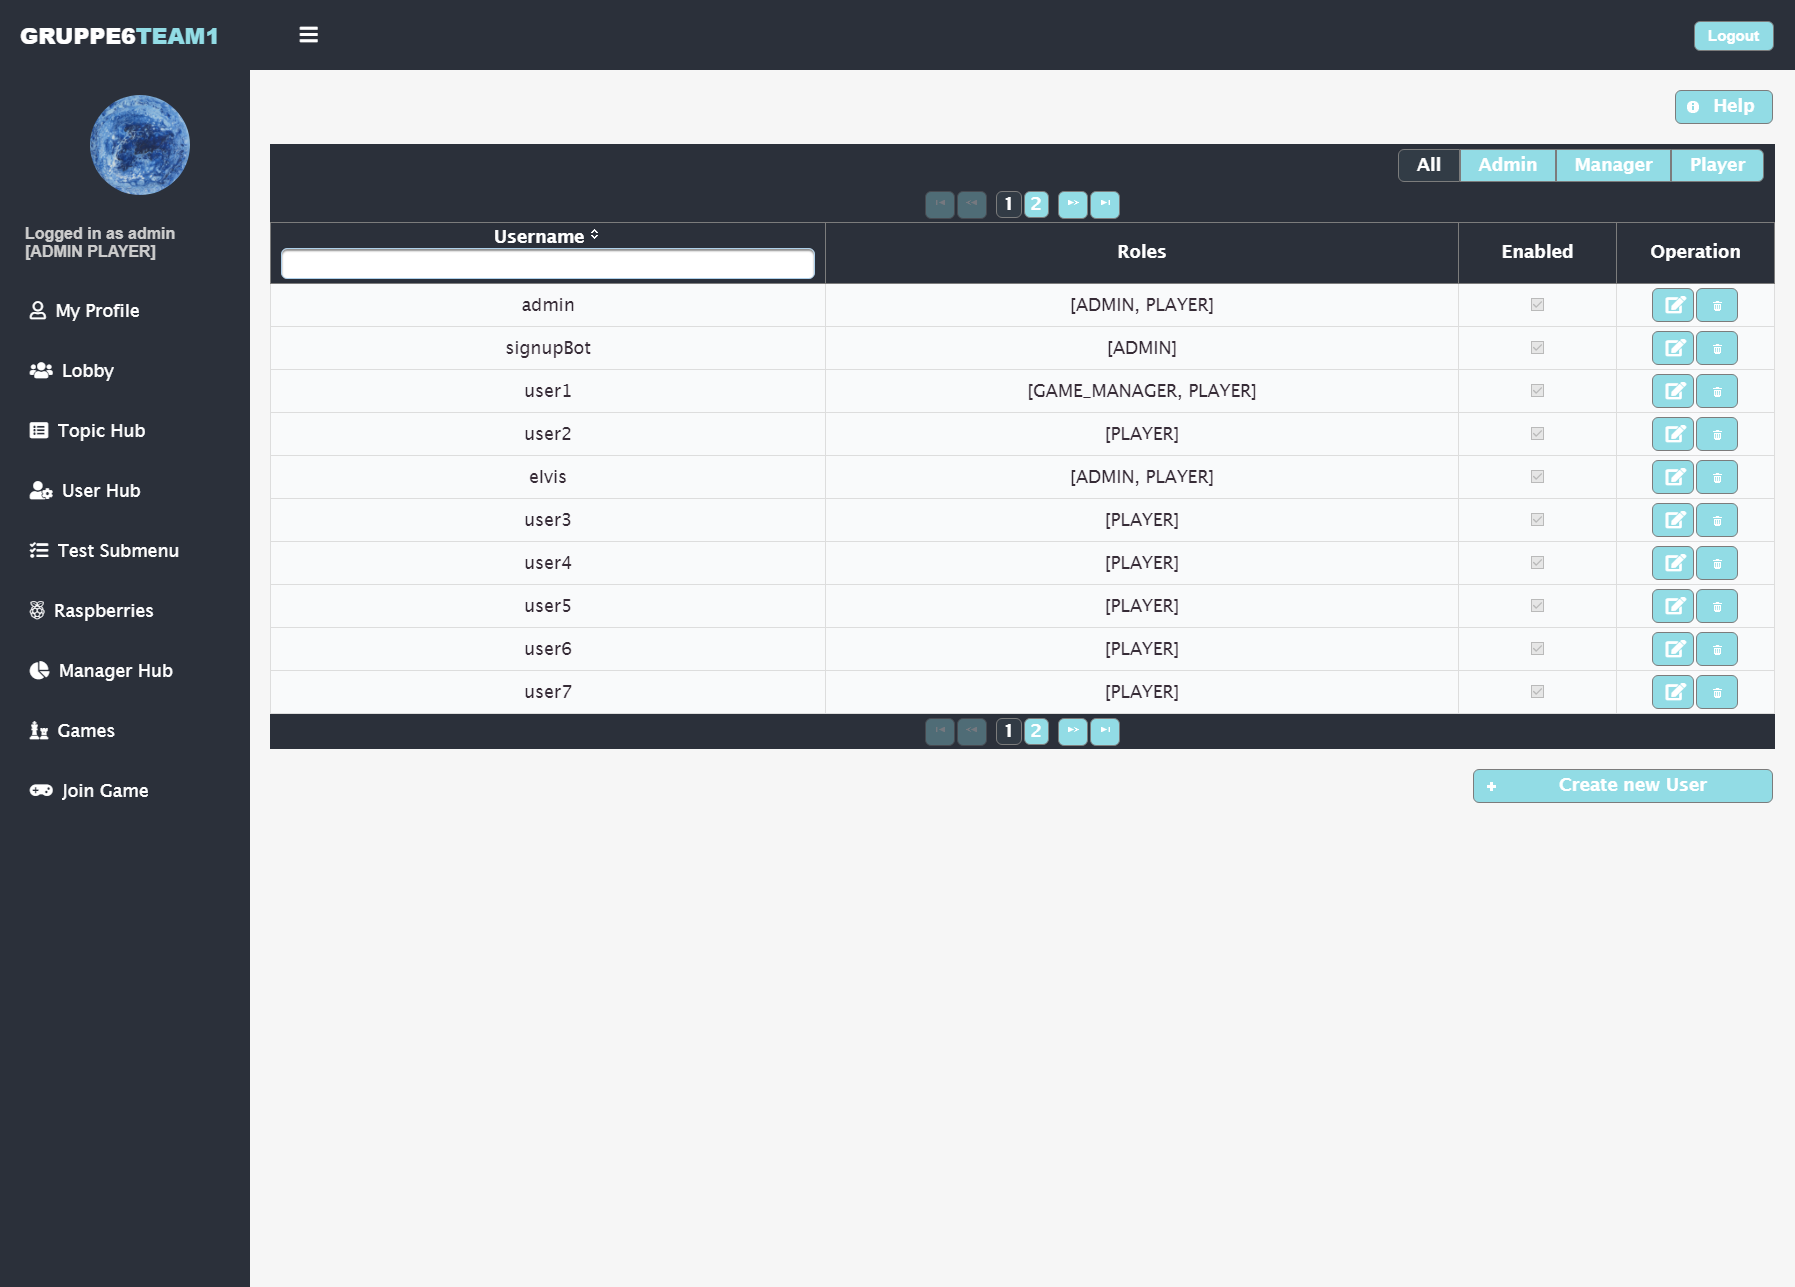 GRUPPE6TEAM1
Logout
Logged in as admin
[ADMIN PLAYER]
My Profile
Lobby
Topic Hub
User Hub
Test Submenu
Raspberries
Manager Hub
Games
Join Game
Help
All Admin Manager Player
1 2
Username Roles Enabled Operation
admin [ADMIN, PLAYER]
signupBot [ADMIN]
user1 [GAME_MANAGER, PLAYER]
user2 [PLAYER]
elvis [ADMIN, PLAYER]
user3 [PLAYER]
user4 [PLAYER]
user5 [PLAYER]
user6 [PLAYER]
user7 [PLAYER]
1 2
Create new User